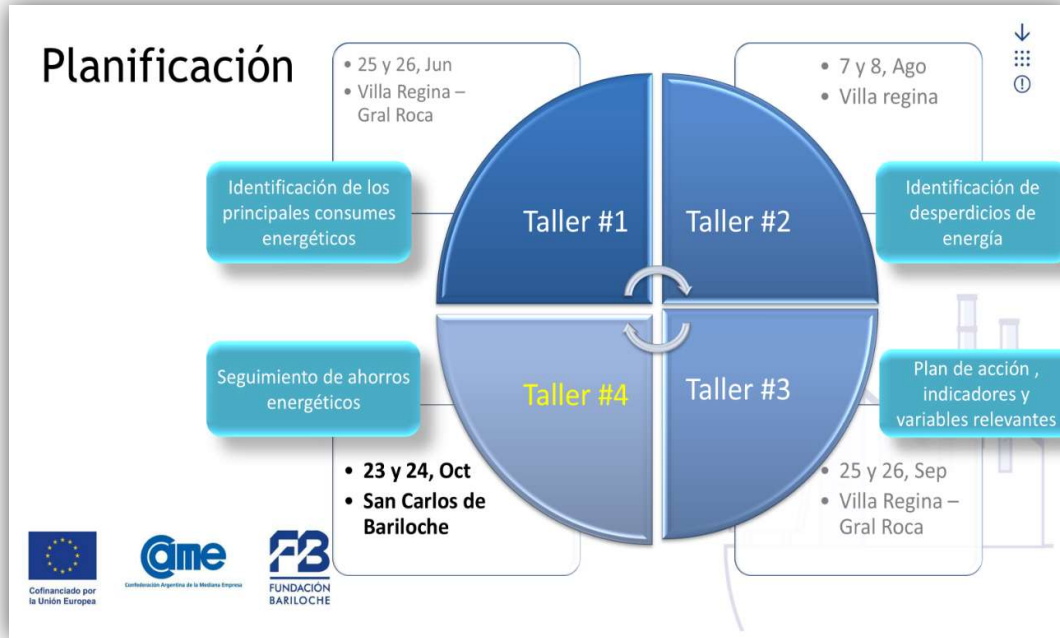 Planificación
• 25 y 26, Jun
• Villa Regina –
Gral Roca
• 7 y 8, Ago
• Villa regina
Identificación de los
principales consumes
energéticos
Taller #1
Taller #2
Identificación de
desperdicios de
energía
Seguimiento de ahorros
energéticos
Taller #4
Taller #3
Plan de acción ,
indicadores y
variables relevantes
• 23 y 24, Oct
• San Carlos de
Bariloche
• 25 y 26, Sep
• Villa Regina –
Gral Roca
Cofinanciado por
la Unión Europea
came
Confederación Argentina de la Mediana Empresa
FB
FUNDACIÓN
BARILOCHE